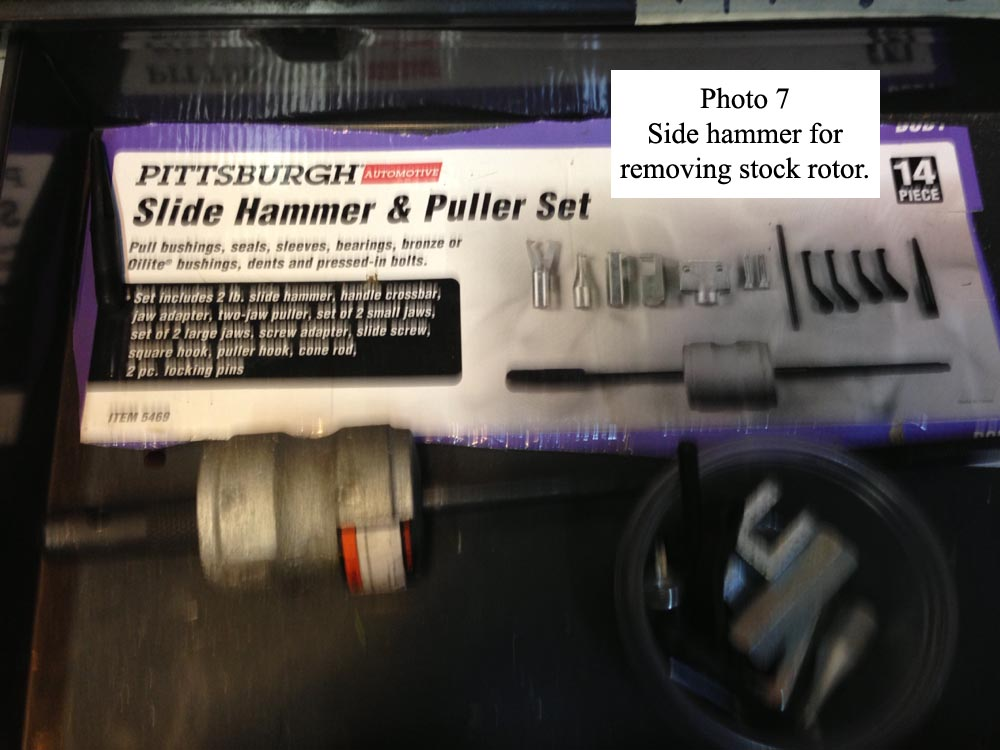 Photo 7
Side hammer for
removing stock rotor.
PITTSBURGH AUTOMOTIVE
Slide Hammer & Puller Set
14
PIECE
Pull bushings, seals, sleeves, bearings, bronze or
Oilite® bushings, dents and pressed-in bolts.
Set includes 2 lb. slide hammer, handle crossbar,
jaw adapter, two-jaw puller, set of 2 small jaws,
set of 2 large jaws, screw adapter, slide screw,
square hook, puller hook, cone rod,
2 pc. locking pins
ITEM 5469